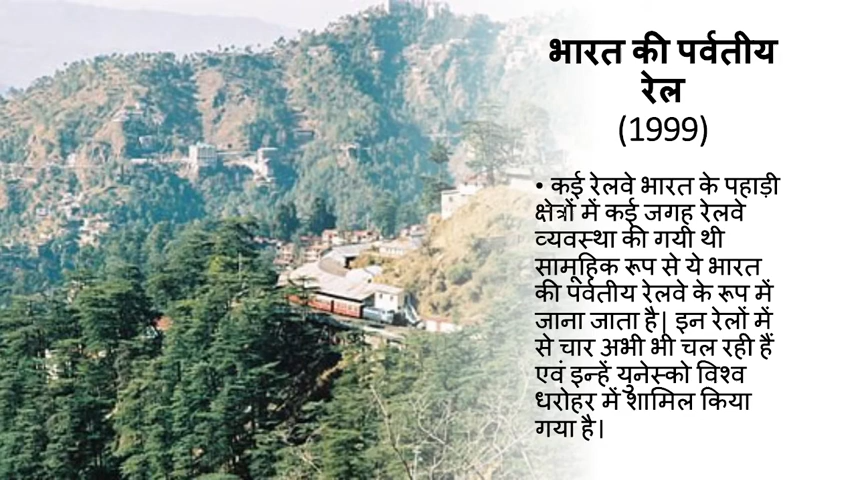 भारत की पर्वतीय
रेल
(1999)
• कई रेलवे भारत के पहाड़ी
क्षेत्रों में कई जगह रेलवे
व्यवस्था की गयी थी
सामूहिक रूप से ये भारत
की पर्वतीय रेलवे के रूप में
जाना जाता है| इन रेलों में
से चार अभी भी चल रही हैं
एवं इन्हें युनेस्को विश्व
धरोहर में शामिल किया
गया है।